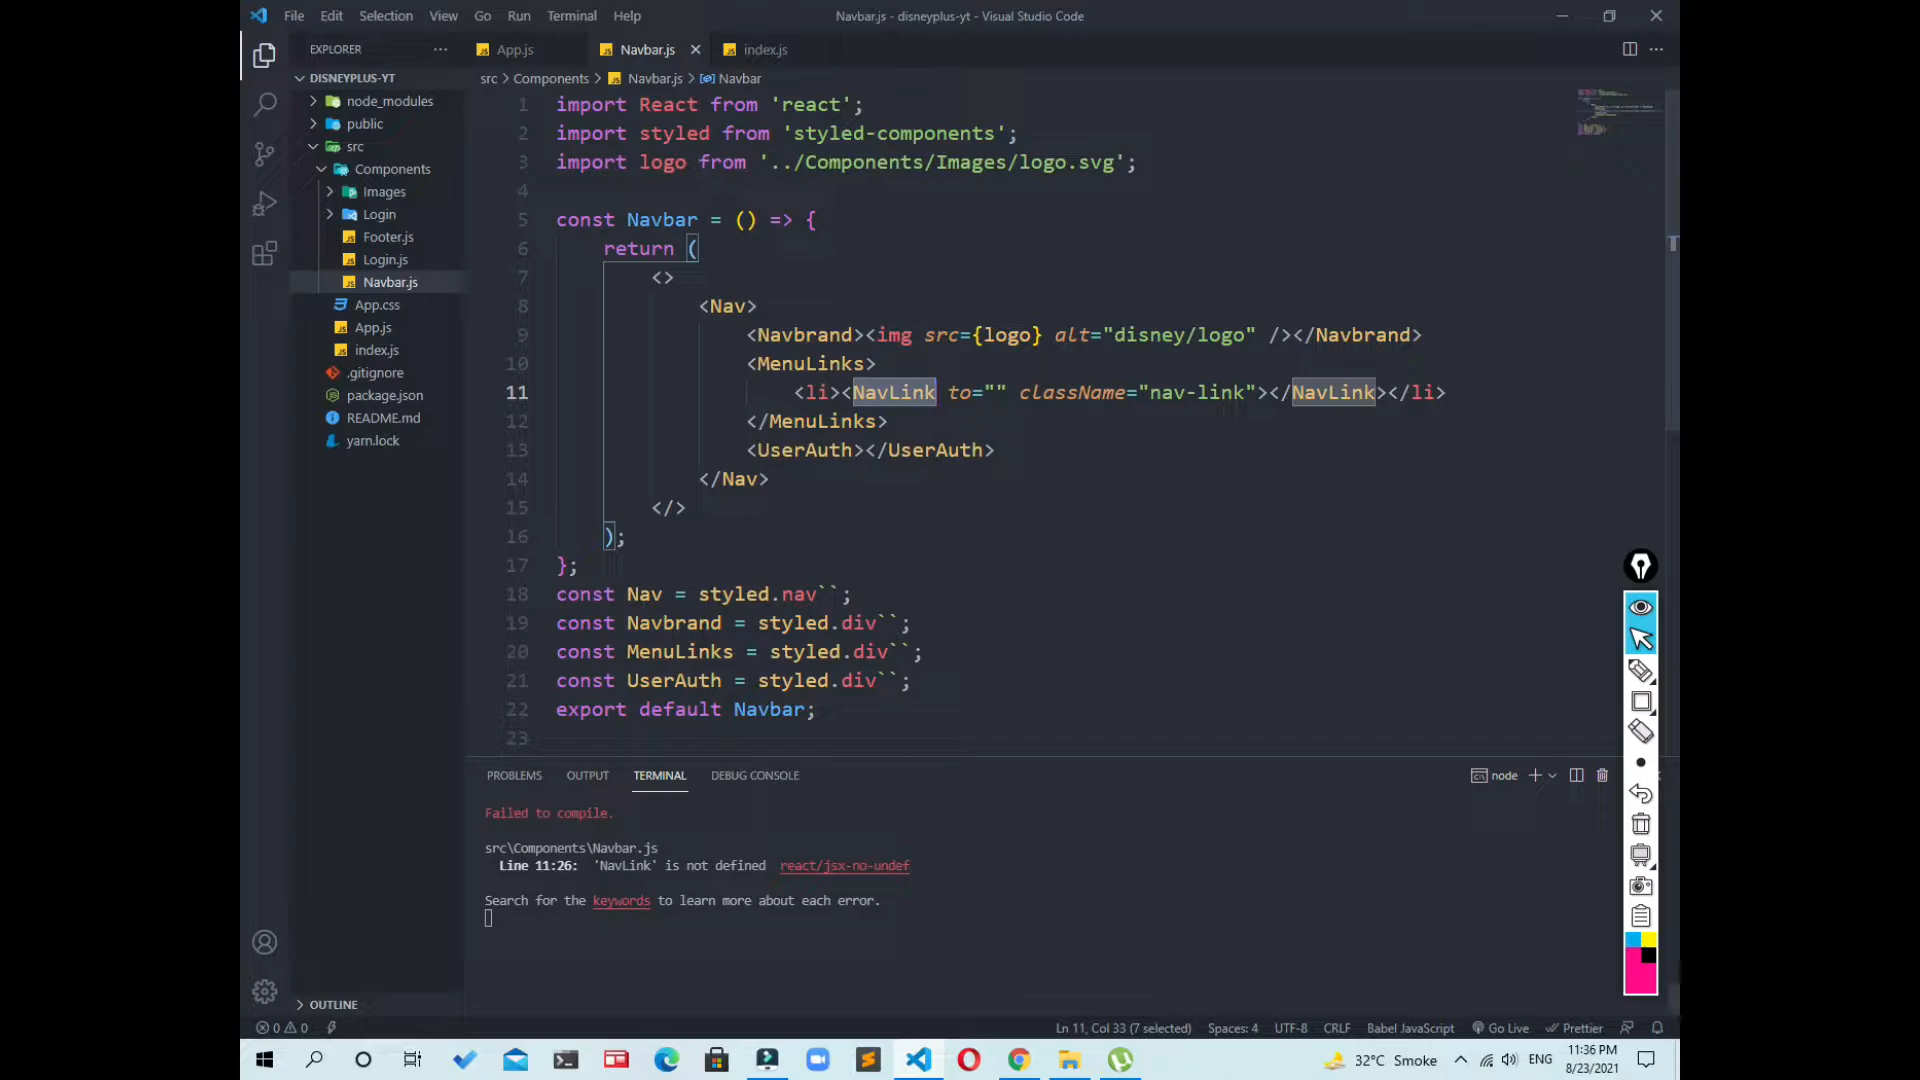 File Edit Selection View Go Run Terminal Help
Navbar.js - disneyplus-yt - Visual Studio Code
EXPLORER
App.js
Navbar.js
index.js
DISNEYPLUS-YT
node_modules
public
src
Components
Images
Login
Footer.js
Login.js
Navbar.js
App.css
App.js
index.js
.gitignore
package.json
README.md
yarn.lock
OUTLINE
src > Components > Navbar.js > Navbar
1 import React from 'react';
2 import styled from 'styled-components';
3 import logo from '../Components/Images/logo.svg';
4
5 const Navbar = () => {
6 return (
7 <>
8 <Nav>
9 <Navbrand><img src={logo} alt="disney/logo" /></Navbrand>
10 <MenuLinks>
11 <li><NavLink to="" className="nav-link"></NavLink></li>
12 </MenuLinks>
13 <UserAuth></UserAuth>
14 </Nav>
15 </>
16 );
17 };
18 const Nav = styled.nav``;
19 const Navbrand = styled.div``;
20 const MenuLinks = styled.div``;
21 const UserAuth = styled.div``;
22 export default Navbar;
23
PROBLEMS OUTPUT TERMINAL DEBUG CONSOLE
node
Failed to compile.
src\Components\Navbar.js
Line 11:26: 'NavLink' is not defined react/jsx-no-undef
Search for the keywords to learn more about each error.
0 0
Ln 11, Col 33 (7 selected) Spaces: 4 UTF-8 CRLF Babel JavaScript Go Live Prettier
32°C Smoke
ENG
11:36 PM
8/23/2021